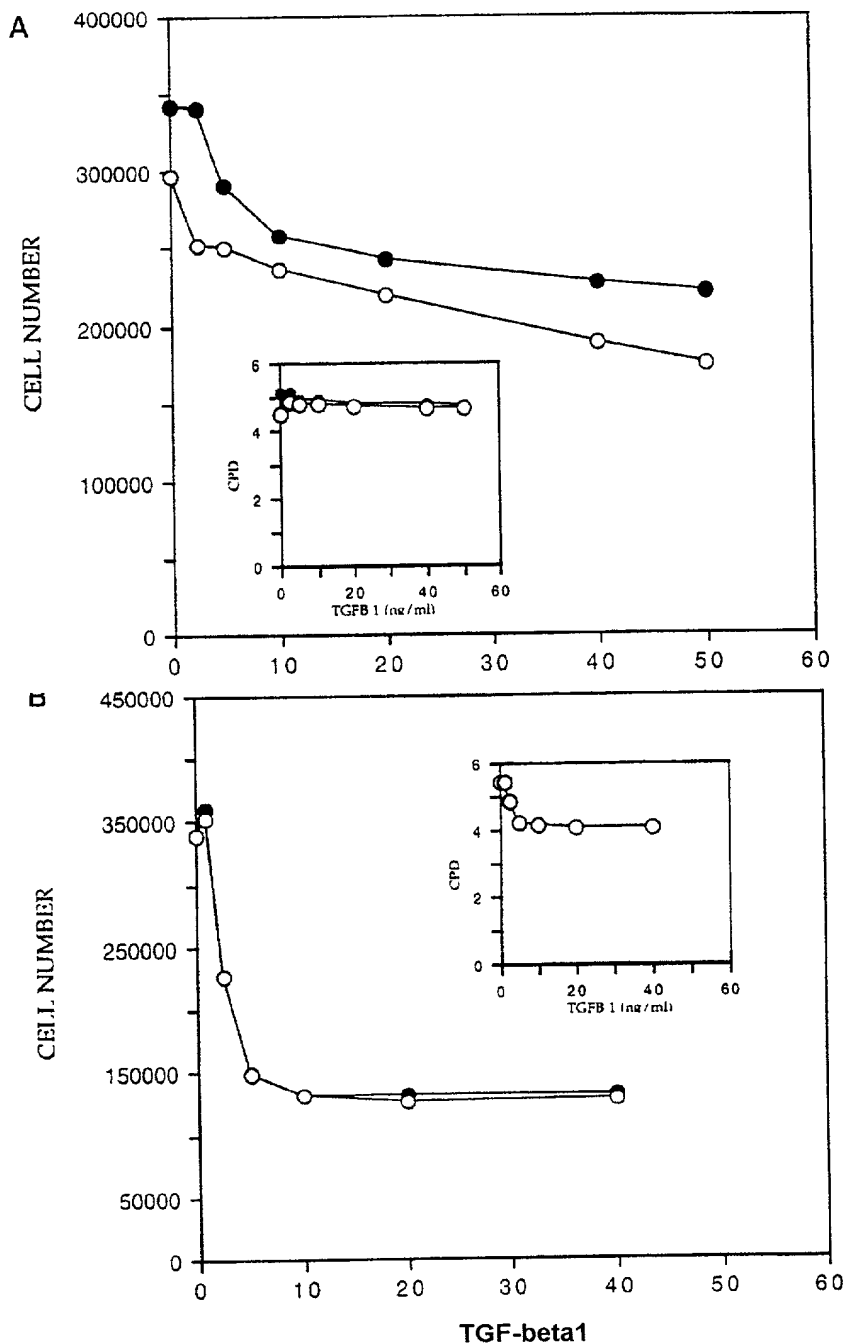 A
400000
300000
200000
100000
0
CELL NUMBER
0 10 20 30 40 50 60
6
4
2
0
CPD
0 20 40 60
TGFB 1 (ng/ml)
B
450000
350000
250000
150000
50000
0
CELL NUMBER
0 10 20 30 40 50 60
6
4
2
0
CPD
0 20 40 60
TGFB 1 (ng/ml)
TGF-beta1